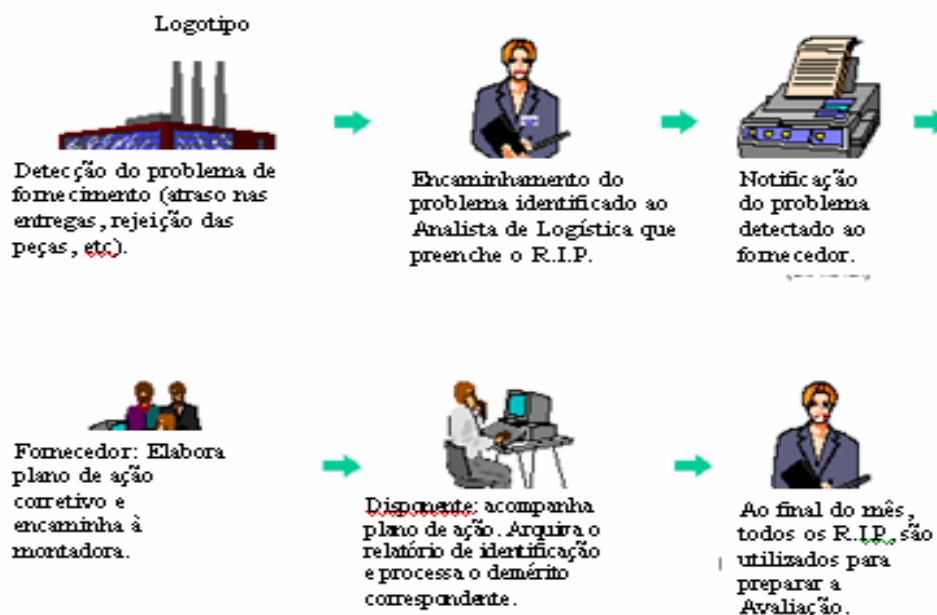 Logotipo
Detecção do problema de
fornecimento (atraso nas
entregas, rejeição das
peças, etc).
Encaminhamento do
problema identificado ao
Analista de Logística que
preenche o R.I.P.
Notificação
do problema
detectado ao
fornecedor.
Fornecedor: Elabora
plano de ação
corretivo e
encaminha à
montadora.
Disponente: acompanha
plano de ação. Arquiva o
relatório de identificação
e processa o demérito
correspondente.
Ao final do mês,
todos os R.I.P. são
utilizados para
preparar a
Avaliação.